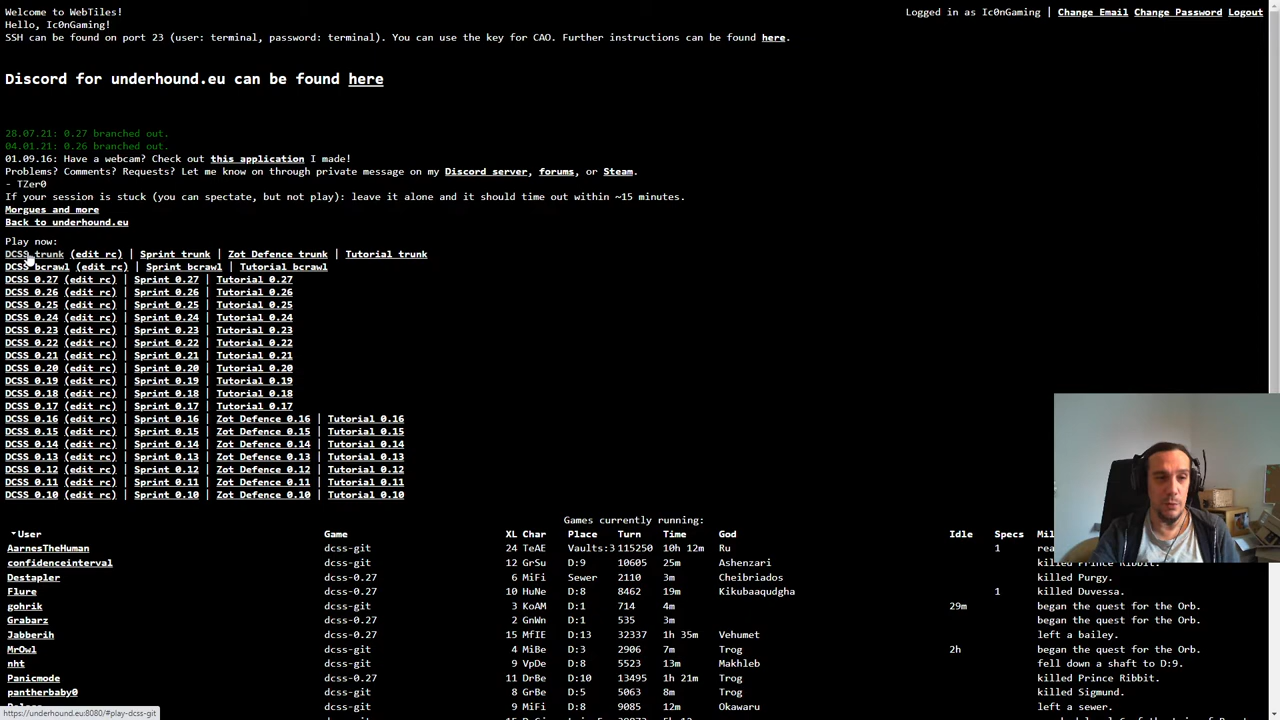 Welcome to WebTiles!
Logged in as Ic0nGaming | Change Email Change Password Logout
Hello, Ic0nGaming!
SSH can be found on port 23 (user: terminal, password: terminal). You can use the key for CAO. Further instructions can be found here.
Discord for underhound.eu can be found here
28.07.21: 0.27 branched out.
04.01.21: 0.26 branched out.
01.09.16: Have a webcam? Check out this application I made!
Problems? Comments? Requests? Let me know on through private message on my Discord server, forums, or Steam.
- TZer0
If your session is stuck (you can spectate, but not play): leave it alone and it should time out within ~15 minutes.
Morgues and more
Back to underhound.eu
Play now:
DCSS trunk (edit rc) | Sprint trunk | Zot Defence trunk | Tutorial trunk
DCSS bcrawl (edit rc) | Sprint bcrawl | Tutorial bcrawl
DCSS 0.27 (edit rc) | Sprint 0.27 | Tutorial 0.27
DCSS 0.26 (edit rc) | Sprint 0.26 | Tutorial 0.26
DCSS 0.25 (edit rc) | Sprint 0.25 | Tutorial 0.25
DCSS 0.24 (edit rc) | Sprint 0.24 | Tutorial 0.24
DCSS 0.23 (edit rc) | Sprint 0.23 | Tutorial 0.23
DCSS 0.22 (edit rc) | Sprint 0.22 | Tutorial 0.22
DCSS 0.21 (edit rc) | Sprint 0.21 | Tutorial 0.21
DCSS 0.20 (edit rc) | Sprint 0.20 | Tutorial 0.20
DCSS 0.19 (edit rc) | Sprint 0.19 | Tutorial 0.19
DCSS 0.18 (edit rc) | Sprint 0.18 | Tutorial 0.18
DCSS 0.17 (edit rc) | Sprint 0.17 | Tutorial 0.17
DCSS 0.16 (edit rc) | Sprint 0.16 | Zot Defence 0.16 | Tutorial 0.16
DCSS 0.15 (edit rc) | Sprint 0.15 | Zot Defence 0.15 | Tutorial 0.15
DCSS 0.14 (edit rc) | Sprint 0.14 | Zot Defence 0.14 | Tutorial 0.14
DCSS 0.13 (edit rc) | Sprint 0.13 | Zot Defence 0.13 | Tutorial 0.13
DCSS 0.12 (edit rc) | Sprint 0.12 | Zot Defence 0.12 | Tutorial 0.12
DCSS 0.11 (edit rc) | Sprint 0.11 | Zot Defence 0.11 | Tutorial 0.11
DCSS 0.10 (edit rc) | Sprint 0.10 | Zot Defence 0.10 | Tutorial 0.10
Games currently running:
User Game XL Char Place Turn Time God Idle Specs Mil
AarnesTheHuman dcss-git 24 TeAE Vaults:3 115250 10h 12m Ru 1 rea
confidenceinterval dcss-git 12 GrSu D:9 10605 25m Ashenzari killed Prince Ribbit.
Destapler dcss-0.27 6 MiFi Sewer 2110 3m Cheibriados killed Purgy.
Flure dcss-0.27 10 HuNe D:8 8462 19m Kikubaaqudgha 1 killed Duvessa.
gohrik dcss-git 3 KoAM D:1 714 4m 29m began the quest for the Orb.
Grabarz dcss-0.27 2 GnWn D:1 535 3m began the quest for the Orb.
Jabberih dcss-0.27 15 MfIE D:13 32337 1h 35m Vehumet left a bailey.
MrOwl dcss-git 4 MiBe D:3 2906 7m Trog 2h began the quest for the Orb.
nht dcss-git 9 VpDe D:8 5523 13m Makhleb fell down a shaft to D:9.
Panicmode dcss-0.27 11 DrBe D:10 13495 1h 21m Trog killed Prince Ribbit.
pantherbaby0 dcss-git 8 GrBe D:5 5063 8m Trog killed Sigmund.
dcss-git 8 GrFi D:6 9085 12m Okawaru left a sewer.
https://underhound.eu:8080/#play-dcss-git